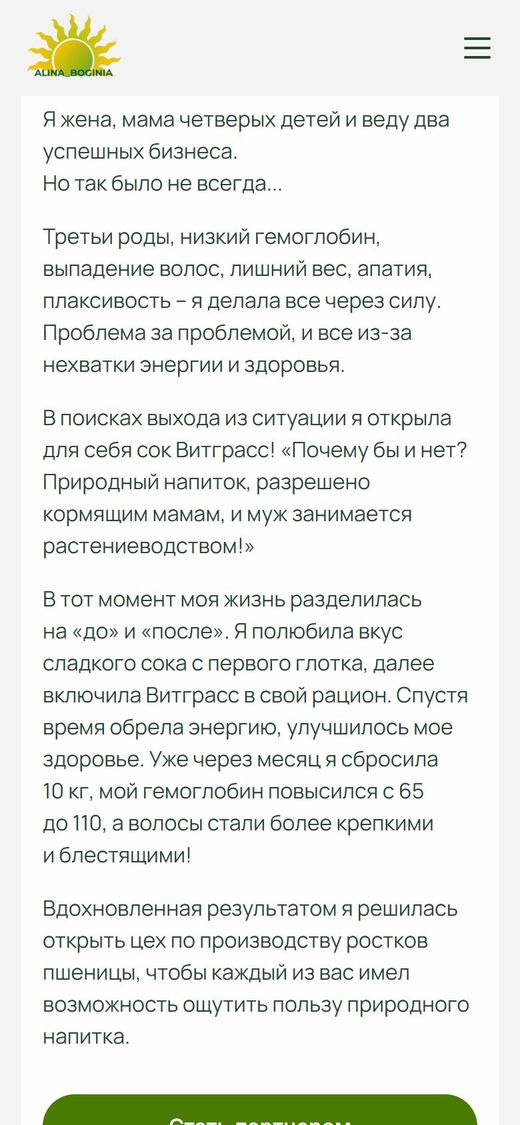 ALINA_BOGINIA
Я жена, мама четверых детей и веду два
успешных бизнеса.
Но так было не всегда...
Третьи роды, низкий гемоглобин,
выпадение волос, лишний вес, апатия,
плаксивость – я делала все через силу.
Проблема за проблемой, и все из-за
нехватки энергии и здоровья.
В поисках выхода из ситуации я открыла
для себя сок Витграсс! «Почему бы и нет?
Природный напиток, разрешено
кормящим мамам, и муж занимается
растениеводством!»
В тот момент моя жизнь разделилась
на «до» и «после». Я полюбила вкус
сладкого сока с первого глотка, далее
включила Витграсс в свой рацион. Спустя
время обрела энергию, улучшилось мое
здоровье. Уже через месяц я сбросила
10 кг, мой гемоглобин повысился с 65
до 110, а волосы стали более крепкими
и блестящими!
Вдохновленная результатом я решилась
открыть цех по производству ростков
пшеницы, чтобы каждый из вас имел
возможность ощутить пользу природного
напитка.
Стать партнером